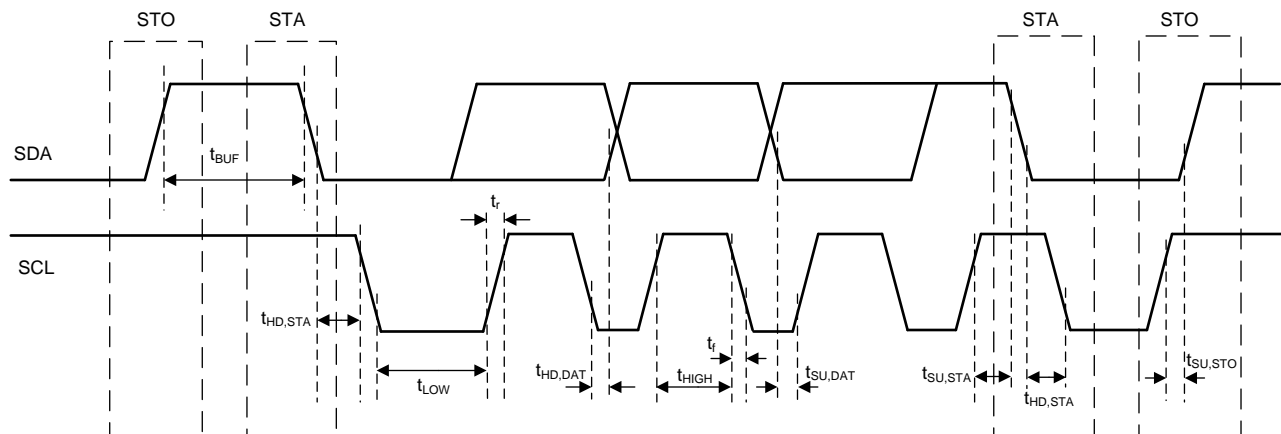 STO STA STA STO
SDA
tBUF
tr
SCL
tHD,STA
tf
tLOW
tHD,DAT
tHIGH
tSU,DAT
tSU,STA
tHD,STA
tSU,STO